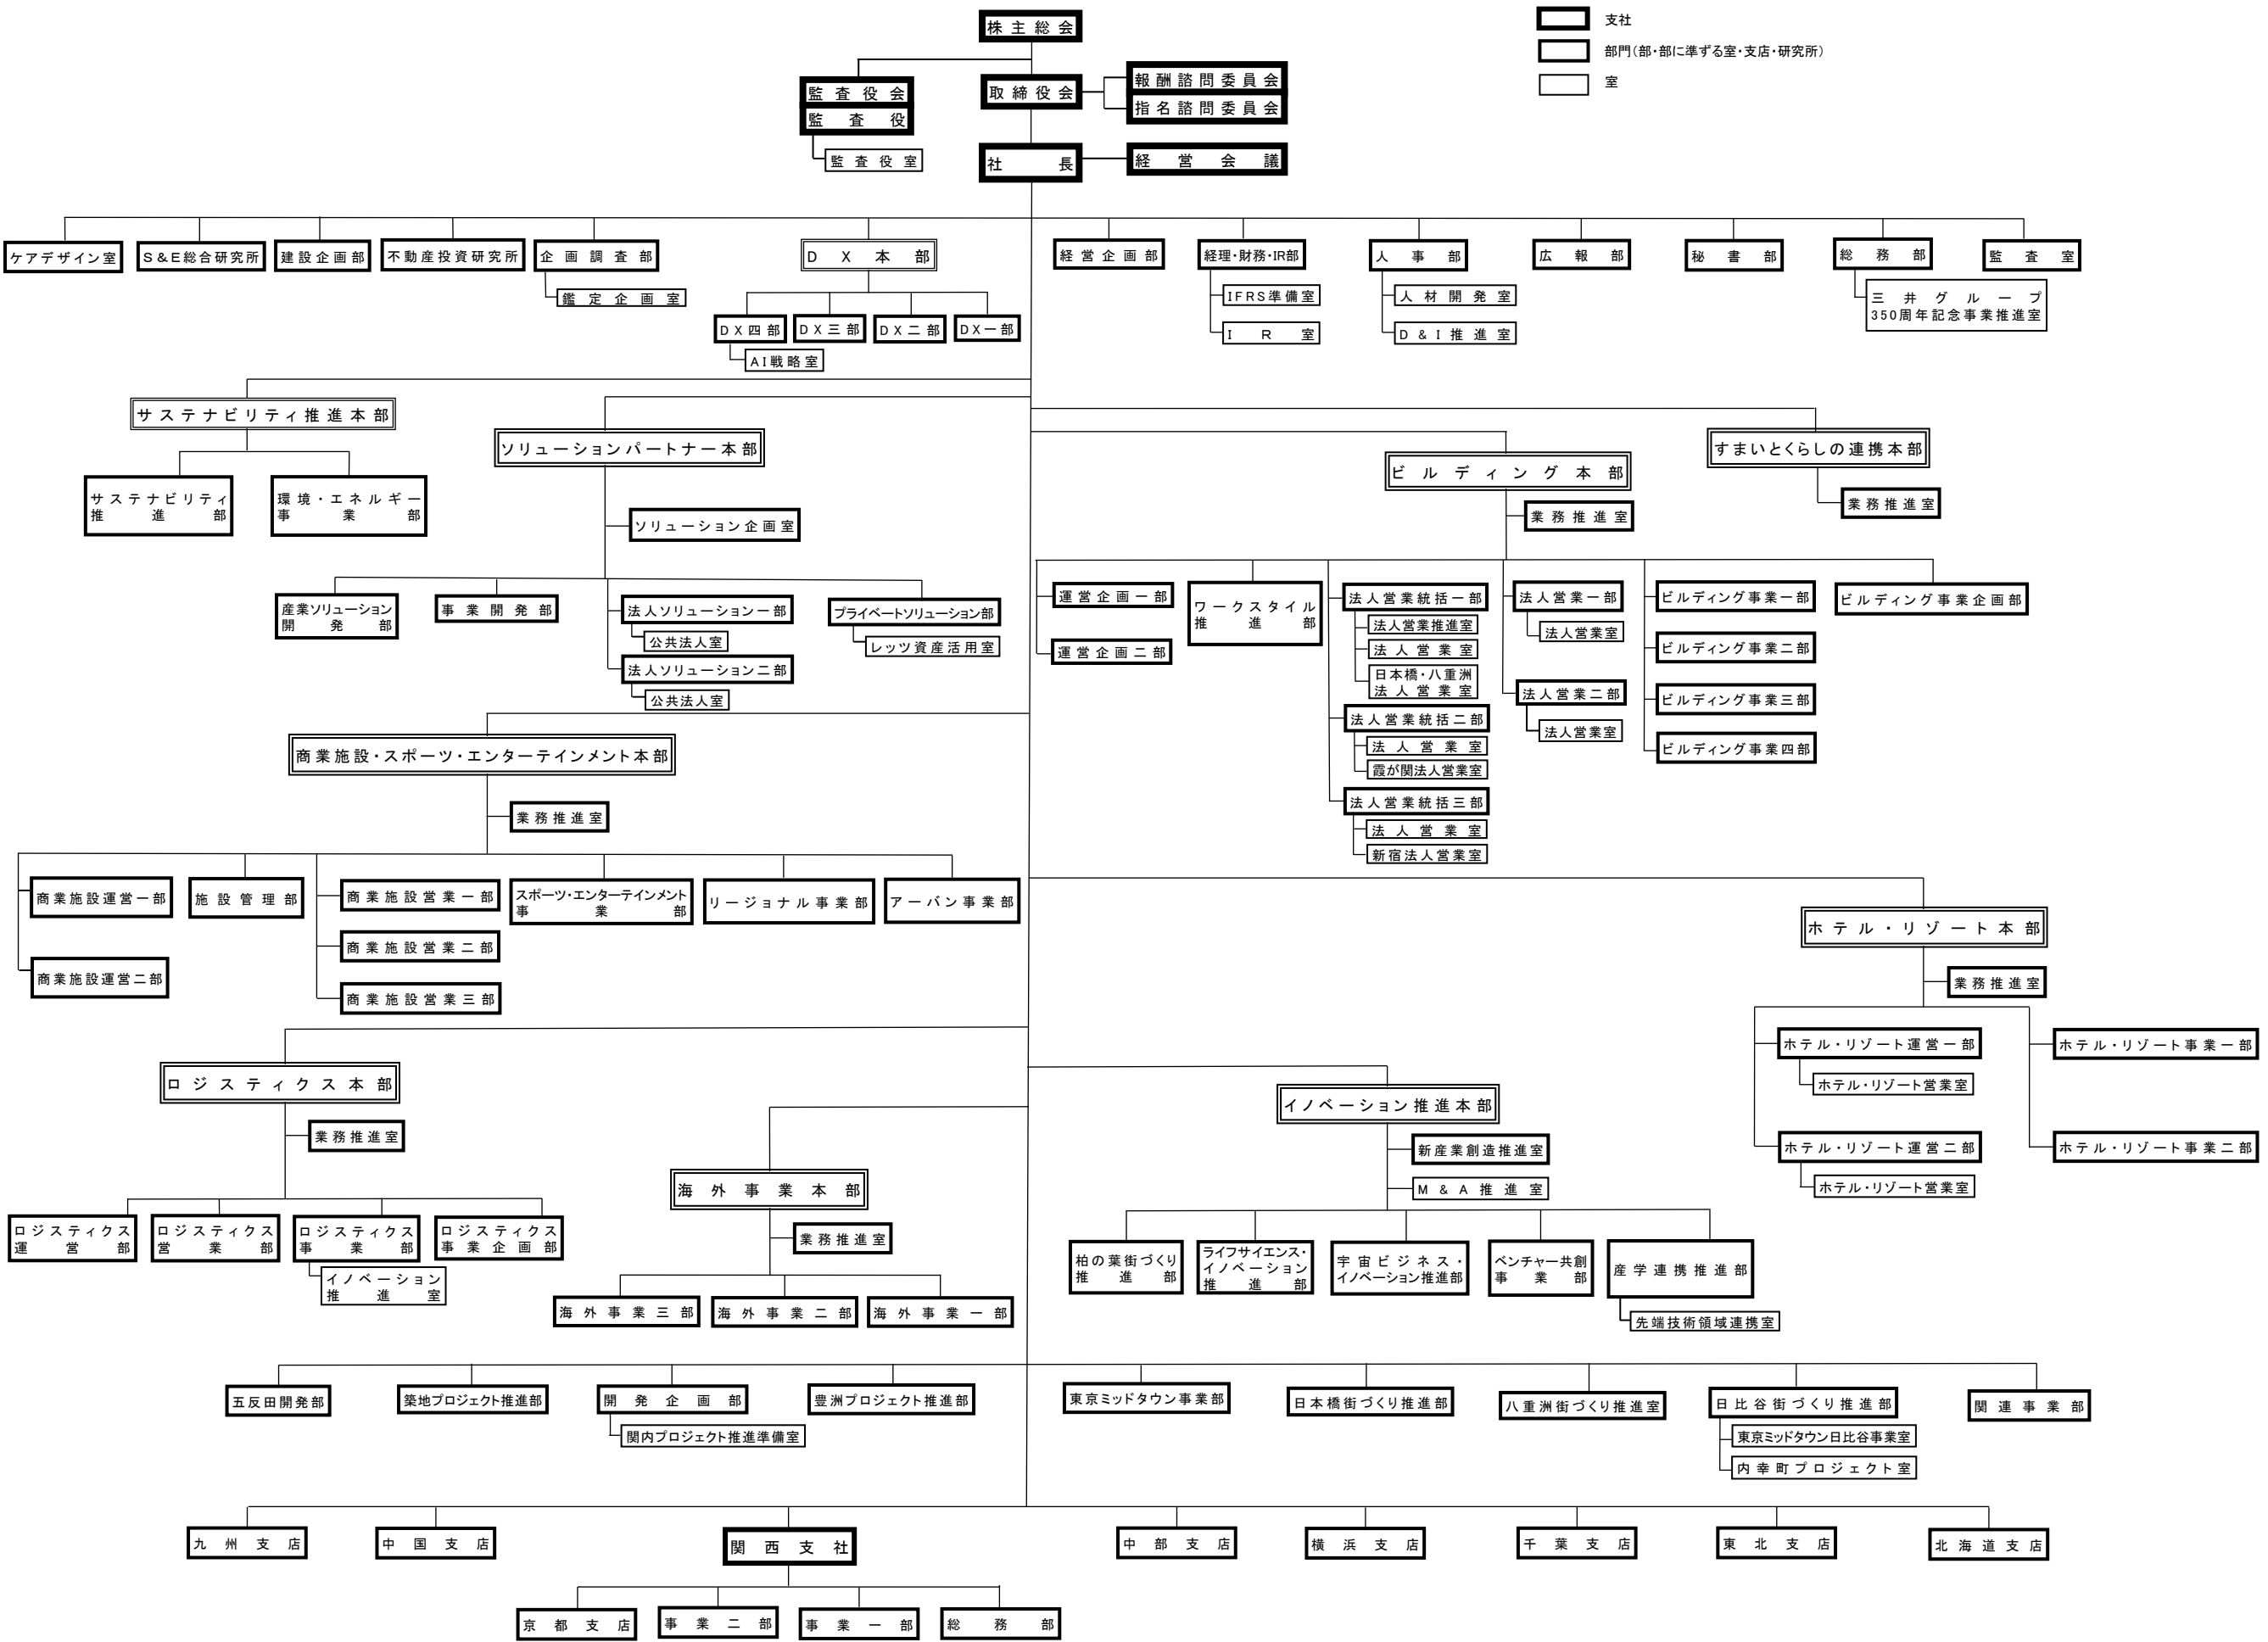 株主総会
支社
部門（部・部に準ずる室・支店・研究所）
室
監査役会
監査役
監査役室
取締役会
報酬諮問委員会
指名諮問委員会
社長
経営会議
ケアデザイン室
S&E総合研究所
建設企画部
不動産投資研究所
企画調査部
鑑定企画室
DX本部
DX四部
AI戦略室
DX三部
DX二部
DX一部
経営企画部
経理・財務・IR部
IFRS準備室
IR室
人事部
人材開発室
D&I推進室
広報部
秘書部
総務部
三井グループ
350周年記念事業推進室
監査室
サステナビリティ推進本部
サステナビリティ
推進部
環境・エネルギー
事業部
ソリューションパートナー本部
ソリューション企画室
産業ソリューション
開発部
事業開発部
法人ソリューション一部
公共法人室
法人ソリューション二部
公共法人室
プライベートソリューション部
レッツ資産活用室
ビルディング本部
業務推進室
すまいとくらしの連携本部
業務推進室
運営企画一部
運営企画二部
ワークスタイル
推進部
法人営業統括一部
法人営業推進室
法人営業室
日本橋・八重洲
法人営業室
法人営業統括二部
法人営業室
霞が関法人営業室
法人営業統括三部
法人営業室
新宿法人営業室
法人営業一部
法人営業室
法人営業二部
法人営業室
ビルディング事業一部
ビルディング事業二部
ビルディング事業三部
ビルディング事業四部
ビルディング事業企画部
商業施設・スポーツ・エンターテインメント本部
業務推進室
商業施設運営一部
商業施設運営二部
施設管理部
商業施設営業一部
商業施設営業二部
商業施設営業三部
スポーツ・エンターテインメント
事業部
リージョナル事業部
アーバン事業部
ホテル・リゾート本部
業務推進室
ホテル・リゾート運営一部
ホテル・リゾート営業室
ホテル・リゾート運営二部
ホテル・リゾート営業室
ホテル・リゾート事業一部
ホテル・リゾート事業二部
ロジスティクス本部
業務推進室
ロジスティクス
運営部
ロジスティクス
営業部
ロジスティクス
事業部
イノベーション
推進室
ロジスティクス
事業企画部
海外事業本部
業務推進室
海外事業三部
海外事業二部
海外事業一部
イノベーション推進本部
新産業創造推進室
M&A推進室
柏の葉街づくり
推進部
ライフサイエンス・
イノベーション
推進部
宇宙ビジネス・
イノベーション推進部
ベンチャー共創
事業部
産学連携推進部
先端技術領域連携室
五反田開発部
築地プロジェクト推進部
開発企画部
関内プロジェクト推進準備室
豊洲プロジェクト推進部
東京ミッドタウン事業部
日本橋街づくり推進部
八重洲街づくり推進室
日比谷街づくり推進部
東京ミッドタウン日比谷事業室
内幸町プロジェクト室
関連事業部
九州支店
中国支店
関西支社
中部支店
横浜支店
千葉支店
東北支店
北海道支店
京都支店
事業二部
事業一部
総務部